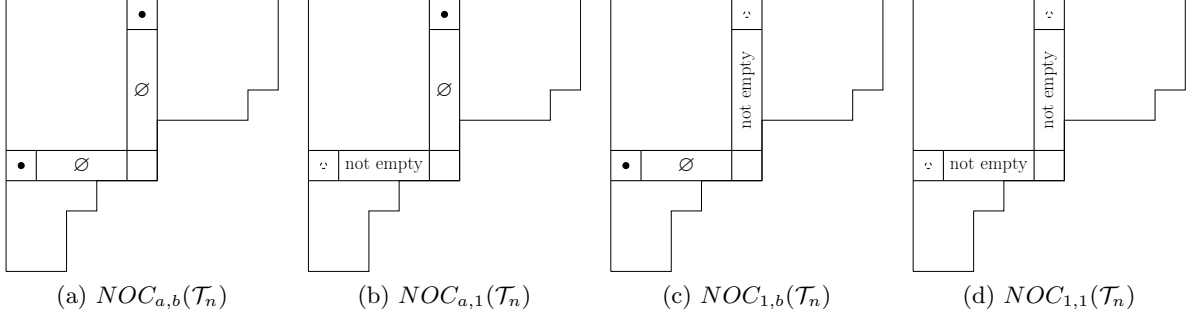 ∅
∅
not empty
∅
not empty
∅
not empty
not empty
(a) NOC_{a,b}(𝒯_n)
(b) NOC_{a,1}(𝒯_n)
(c) NOC_{1,b}(𝒯_n)
(d) NOC_{1,1}(𝒯_n)